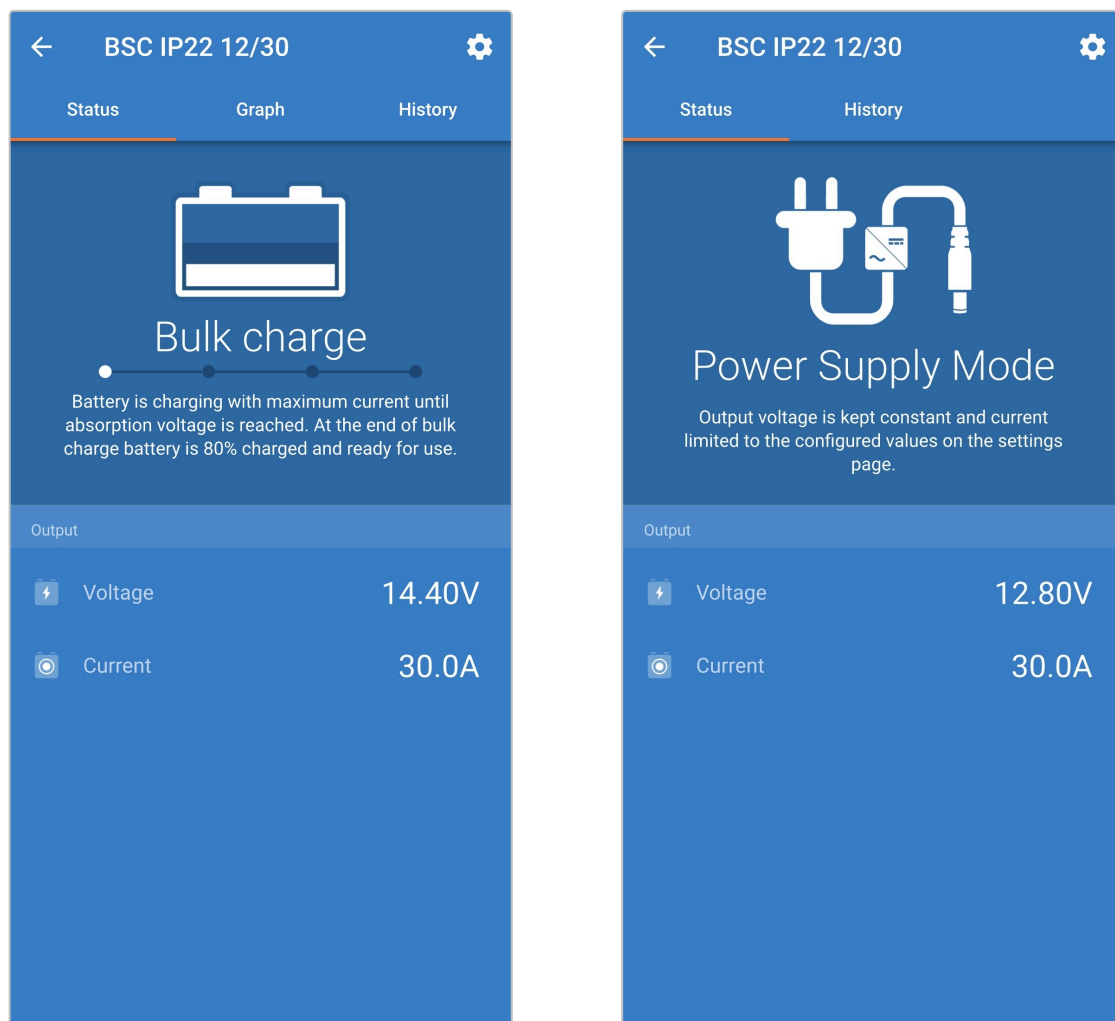 BSC IP22 12/30
Status Graph History
Bulk charge
Battery is charging with maximum current until
absorption voltage is reached. At the end of bulk
charge battery is 80% charged and ready for use.
Output
Voltage 14.40V
Current 30.0A
BSC IP22 12/30
Status History
Power Supply Mode
Output voltage is kept constant and current
limited to the configured values on the settings
page.
Output
Voltage 12.80V
Current 30.0A